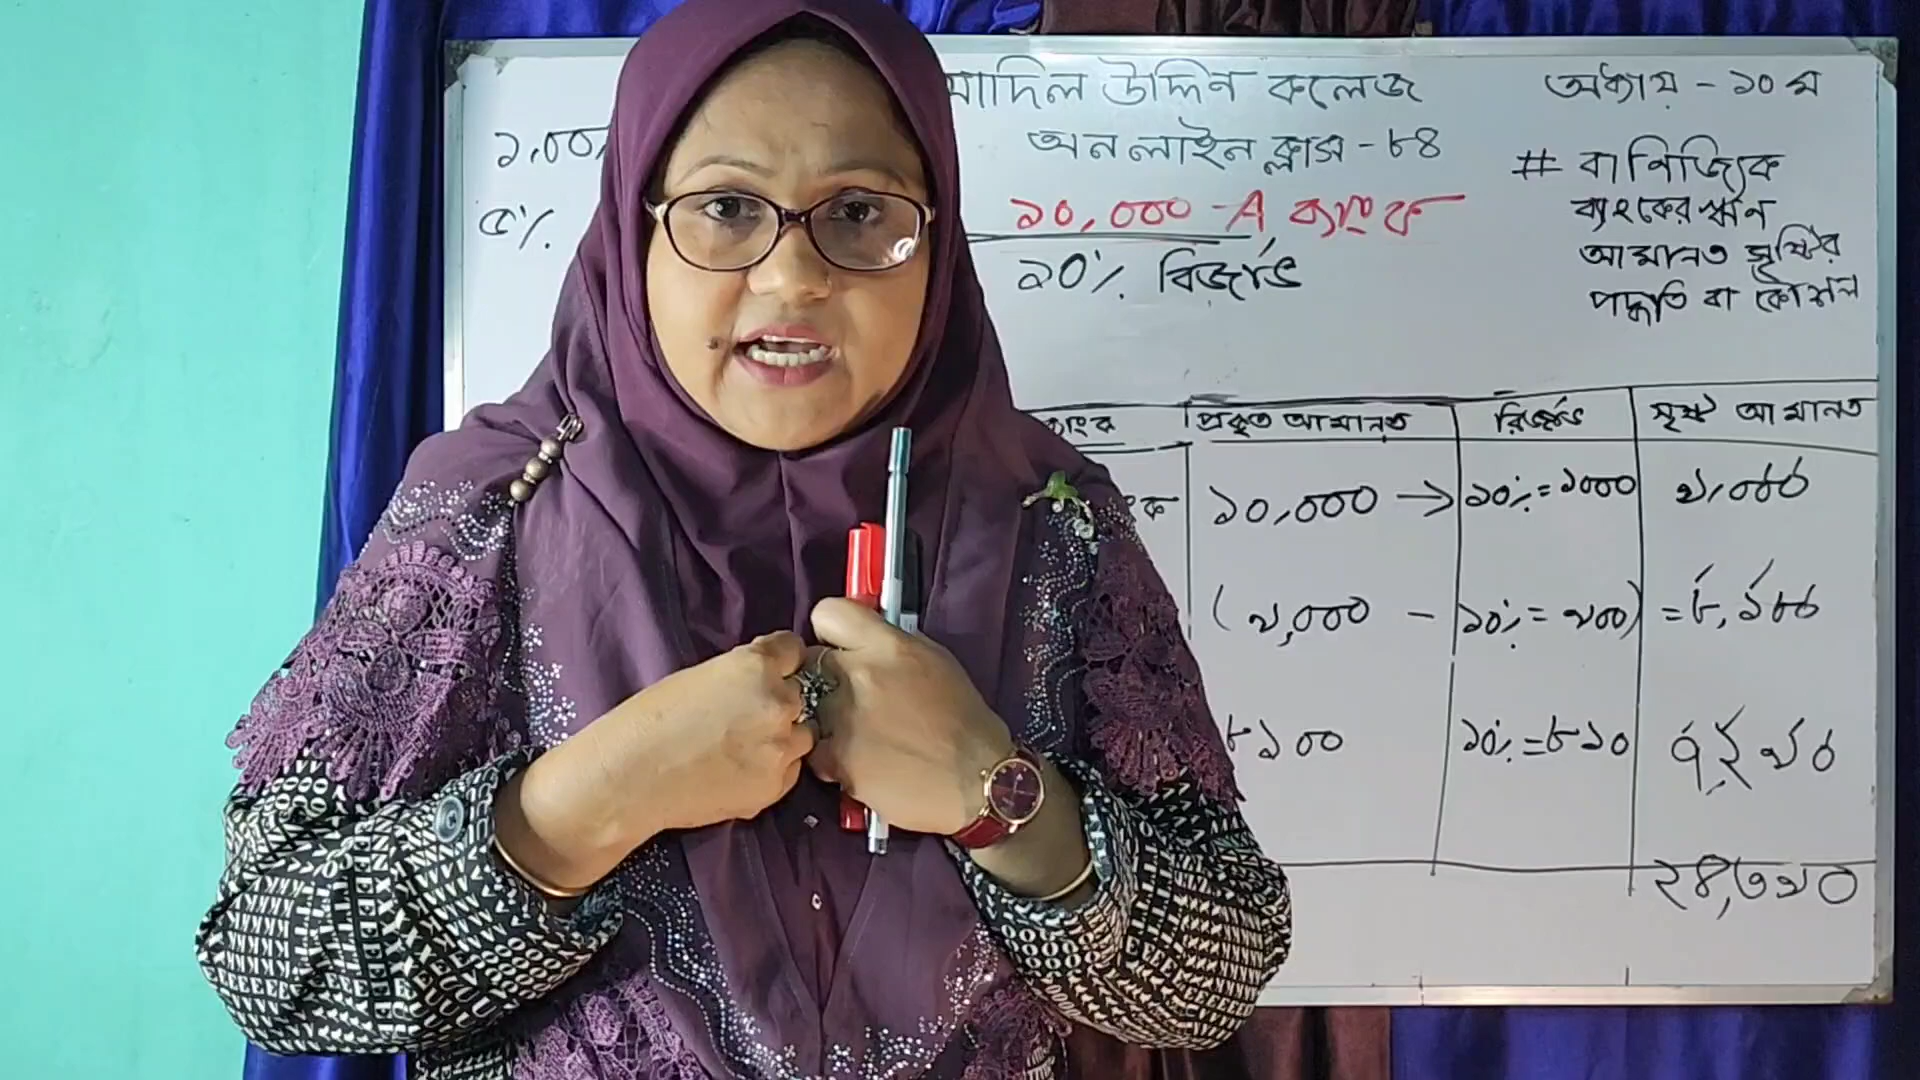 উদ্দিন কলেজ
অনলাইন ক্লাস - ৮৪
১০,০০০ - A ব্যাংক
১০% রিজার্ভ
৫%
অধ্যায় - ১০ম
# বাণিজ্যিক
ব্যাংকের ঋণ
আমানত সৃষ্টির
পদ্ধতি বা কৌশল
প্রকৃত আমানত রিজার্ভ সৃষ্ট আমানত
১০,০০০ → ১০% = ১০০০ ৯,০০০
(৯,০০০ - ১০% = ৯০০) = ৮,১০০
৮১০০ ১০% = ৮১০ ৭,২৯০
২৪,৩৯০